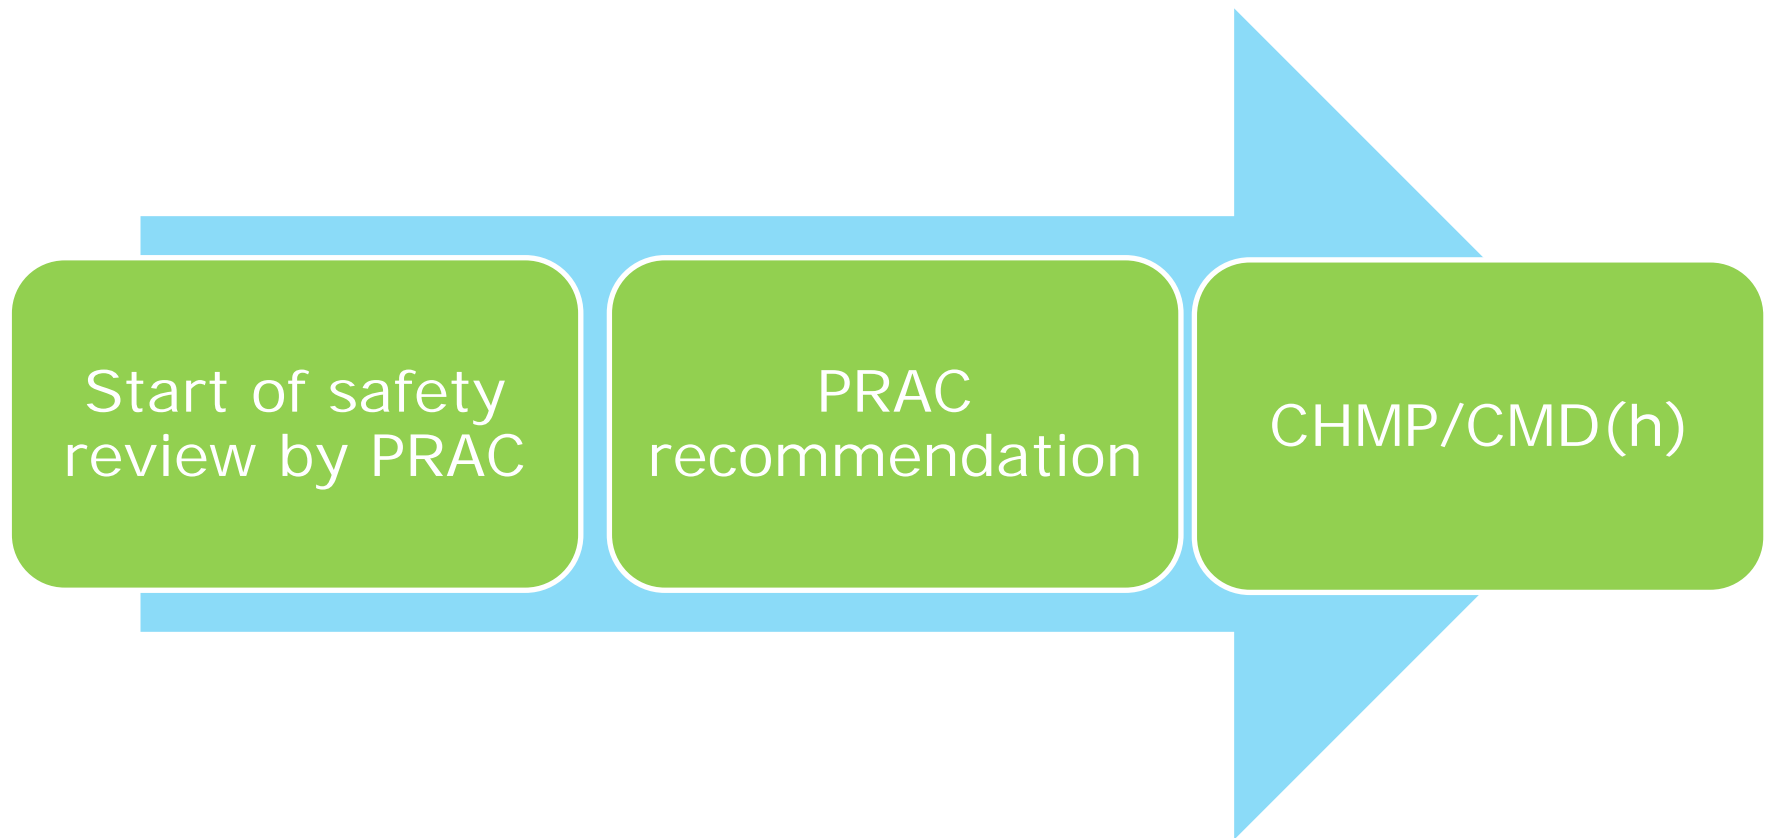 Start of safety
review by PRAC
PRAC
recommendation
CHMP/CMD(h)